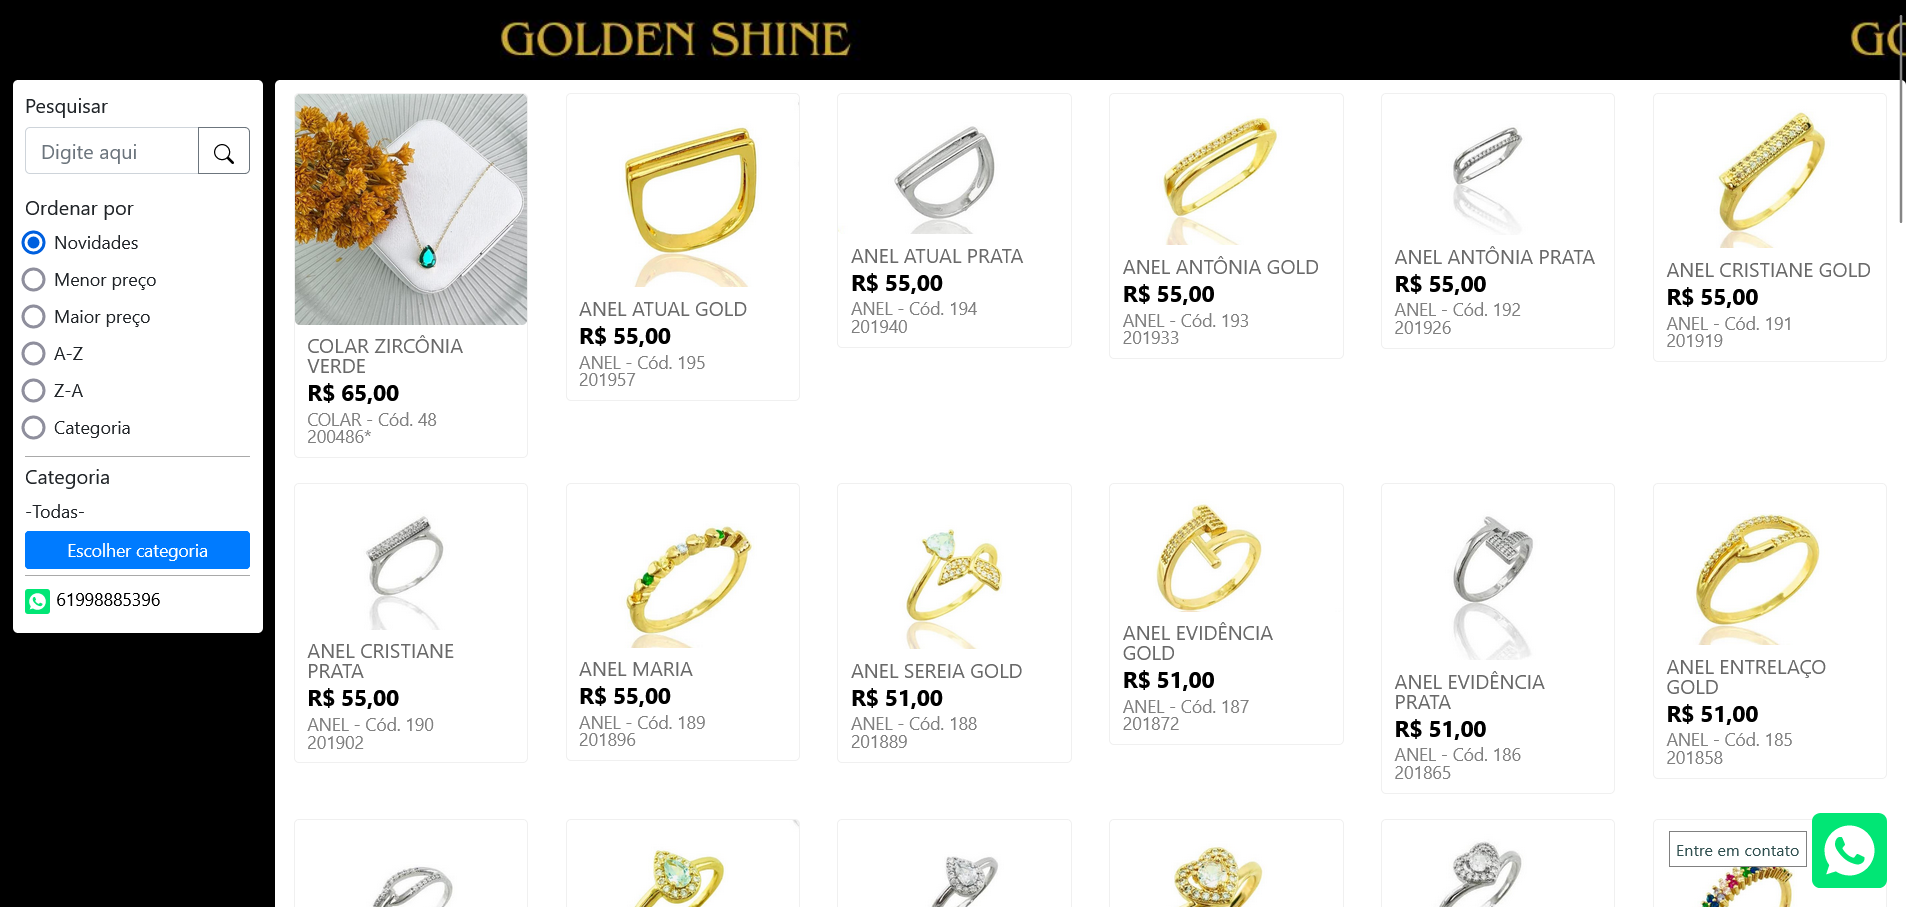 GOLDEN SHINE
GO
Pesquisar
Digite aqui
Ordenar por
Novidades
Menor preço
Maior preço
A-Z
Z-A
Categoria
Categoria
-Todas-
Escolher categoria
61998885396
COLAR ZIRCÔNIA
VERDE
R$ 65,00
COLAR - Cód. 48
200486*
ANEL ATUAL GOLD
R$ 55,00
ANEL - Cód. 195
201957
ANEL ATUAL PRATA
R$ 55,00
ANEL - Cód. 194
201940
ANEL ANTÔNIA GOLD
R$ 55,00
ANEL - Cód. 193
201933
ANEL ANTÔNIA PRATA
R$ 55,00
ANEL - Cód. 192
201926
ANEL CRISTIANE GOLD
R$ 55,00
ANEL - Cód. 191
201919
ANEL CRISTIANE
PRATA
R$ 55,00
ANEL - Cód. 190
201902
ANEL MARIA
R$ 55,00
ANEL - Cód. 189
201896
ANEL SEREIA GOLD
R$ 51,00
ANEL - Cód. 188
201889
ANEL EVIDÊNCIA
GOLD
R$ 51,00
ANEL - Cód. 187
201872
ANEL EVIDÊNCIA
PRATA
R$ 51,00
ANEL - Cód. 186
201865
ANEL ENTRELAÇO
GOLD
R$ 51,00
ANEL - Cód. 185
201858
Entre em contato